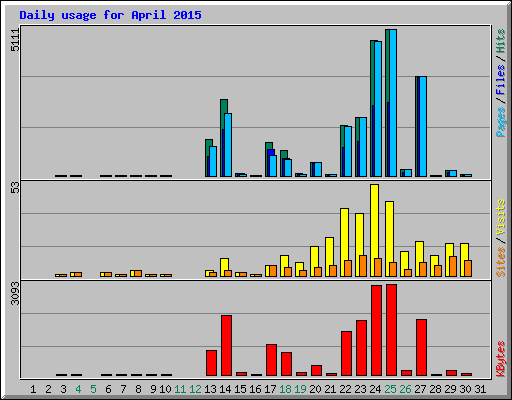 Daily usage for April 2015
5111
Pages/Files/Hits
53
Sites/Visits
3093
KBytes
1 2 3 4 5 6 7 8 9 10 11 12 13 14 15 16 17 18 19 20 21 22 23 24 25 26 27 28 29 30 31